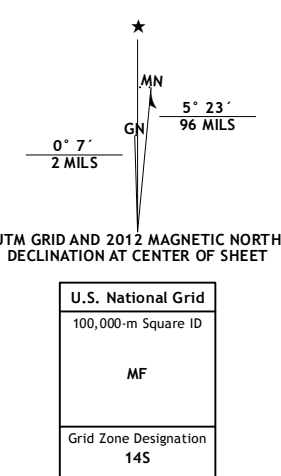 ★
MN
5° 23´
96 MILS
GN
0° 7´
2 MILS
UTM GRID AND 2012 MAGNETIC NORTH
DECLINATION AT CENTER OF SHEET
U.S. National Grid
100,000-m Square ID
MF
Grid Zone Designation
14S